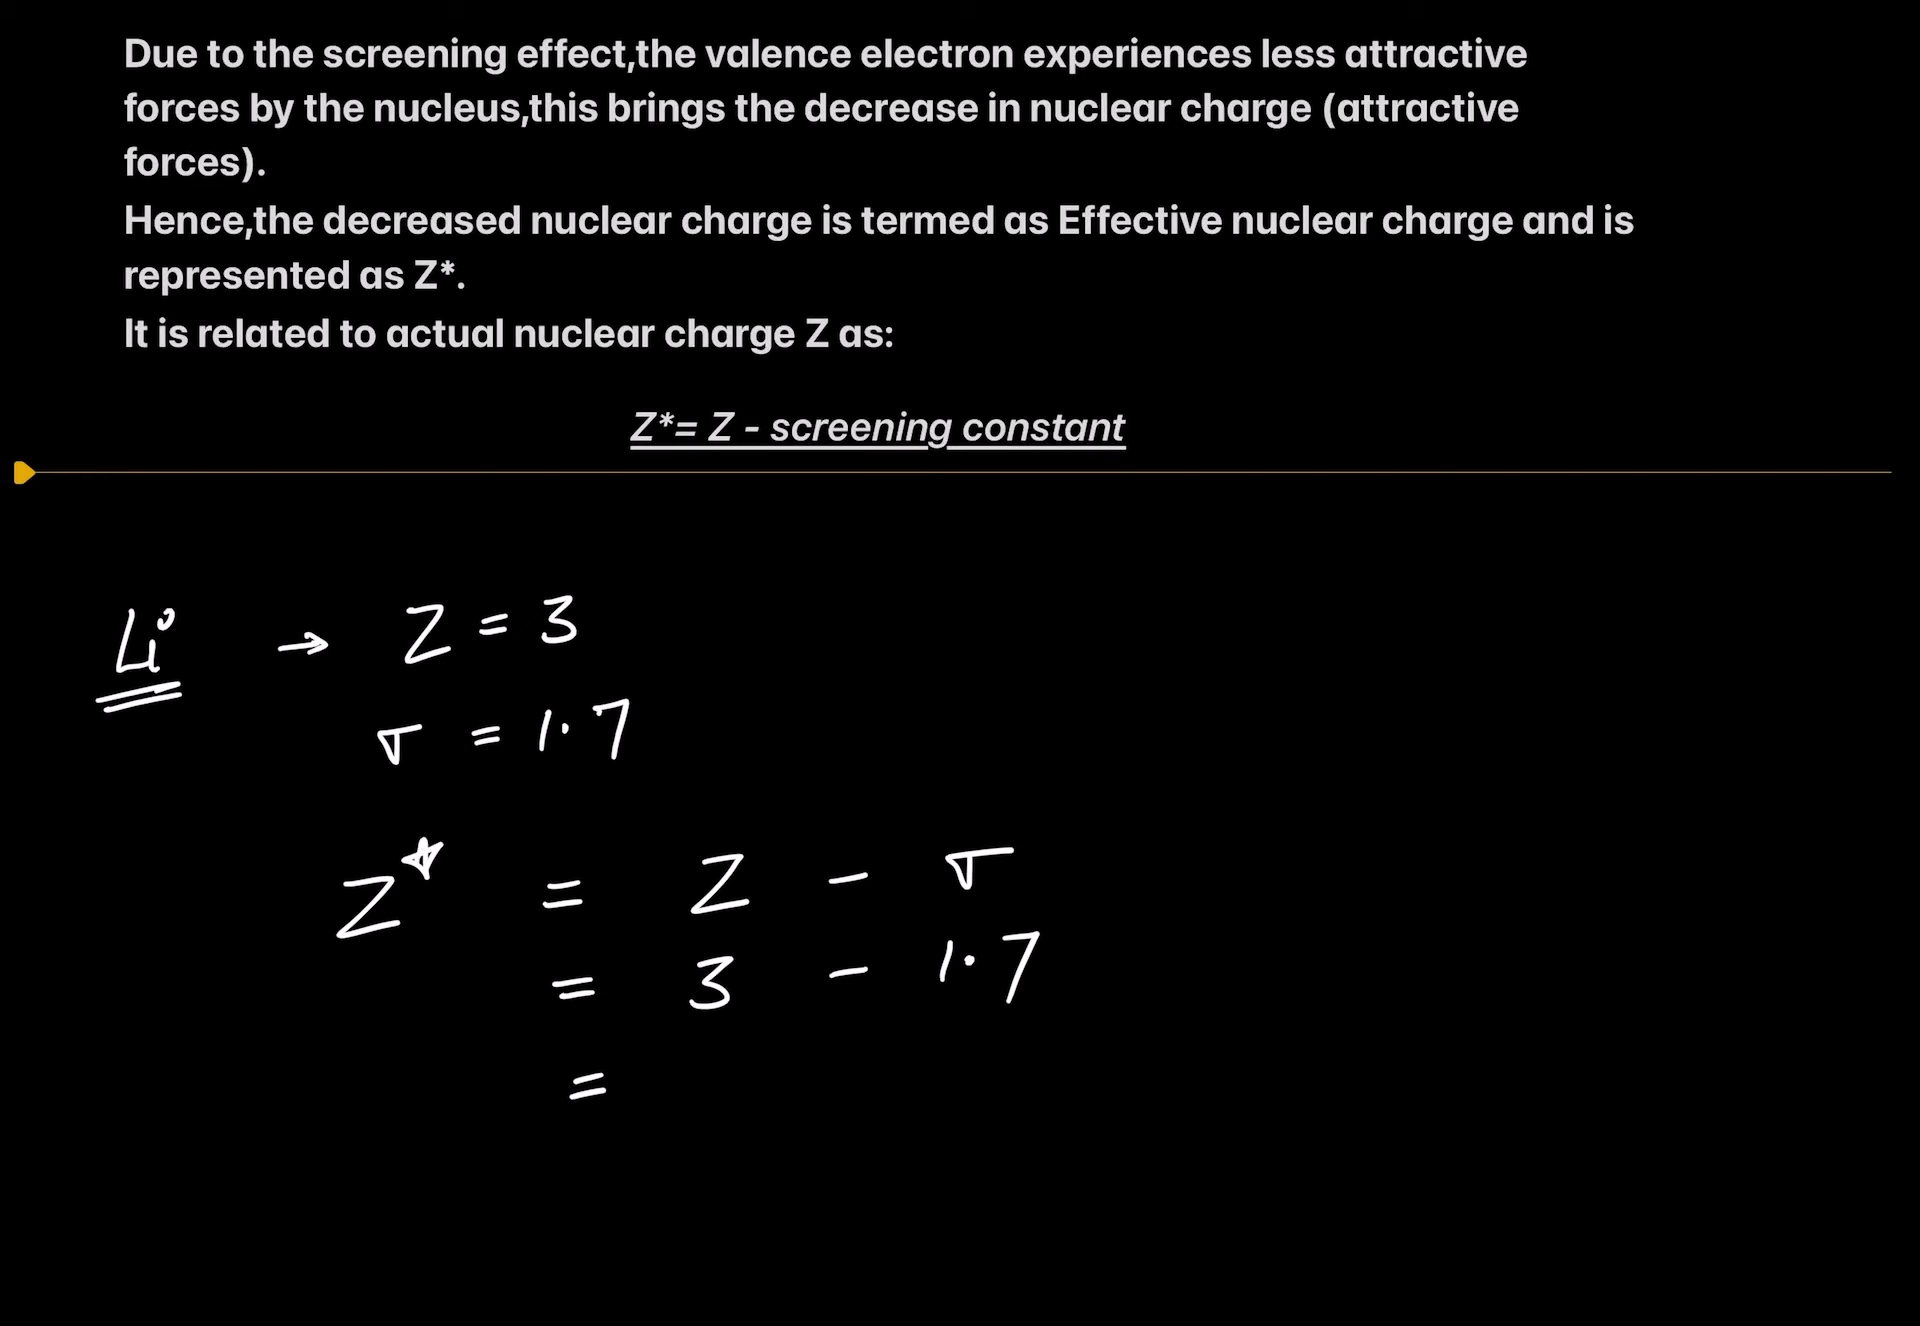 Due to the screening effect,the valence electron experiences less attractive
forces by the nucleus,this brings the decrease in nuclear charge (attractive
forces).
Hence,the decreased nuclear charge is termed as Effective nuclear charge and is
represented as Z*.
It is related to actual nuclear charge Z as:
Z*= Z - screening constant
Li → Z = 3
σ = 1.7
Z* = Z - σ
= 3 - 1.7
=